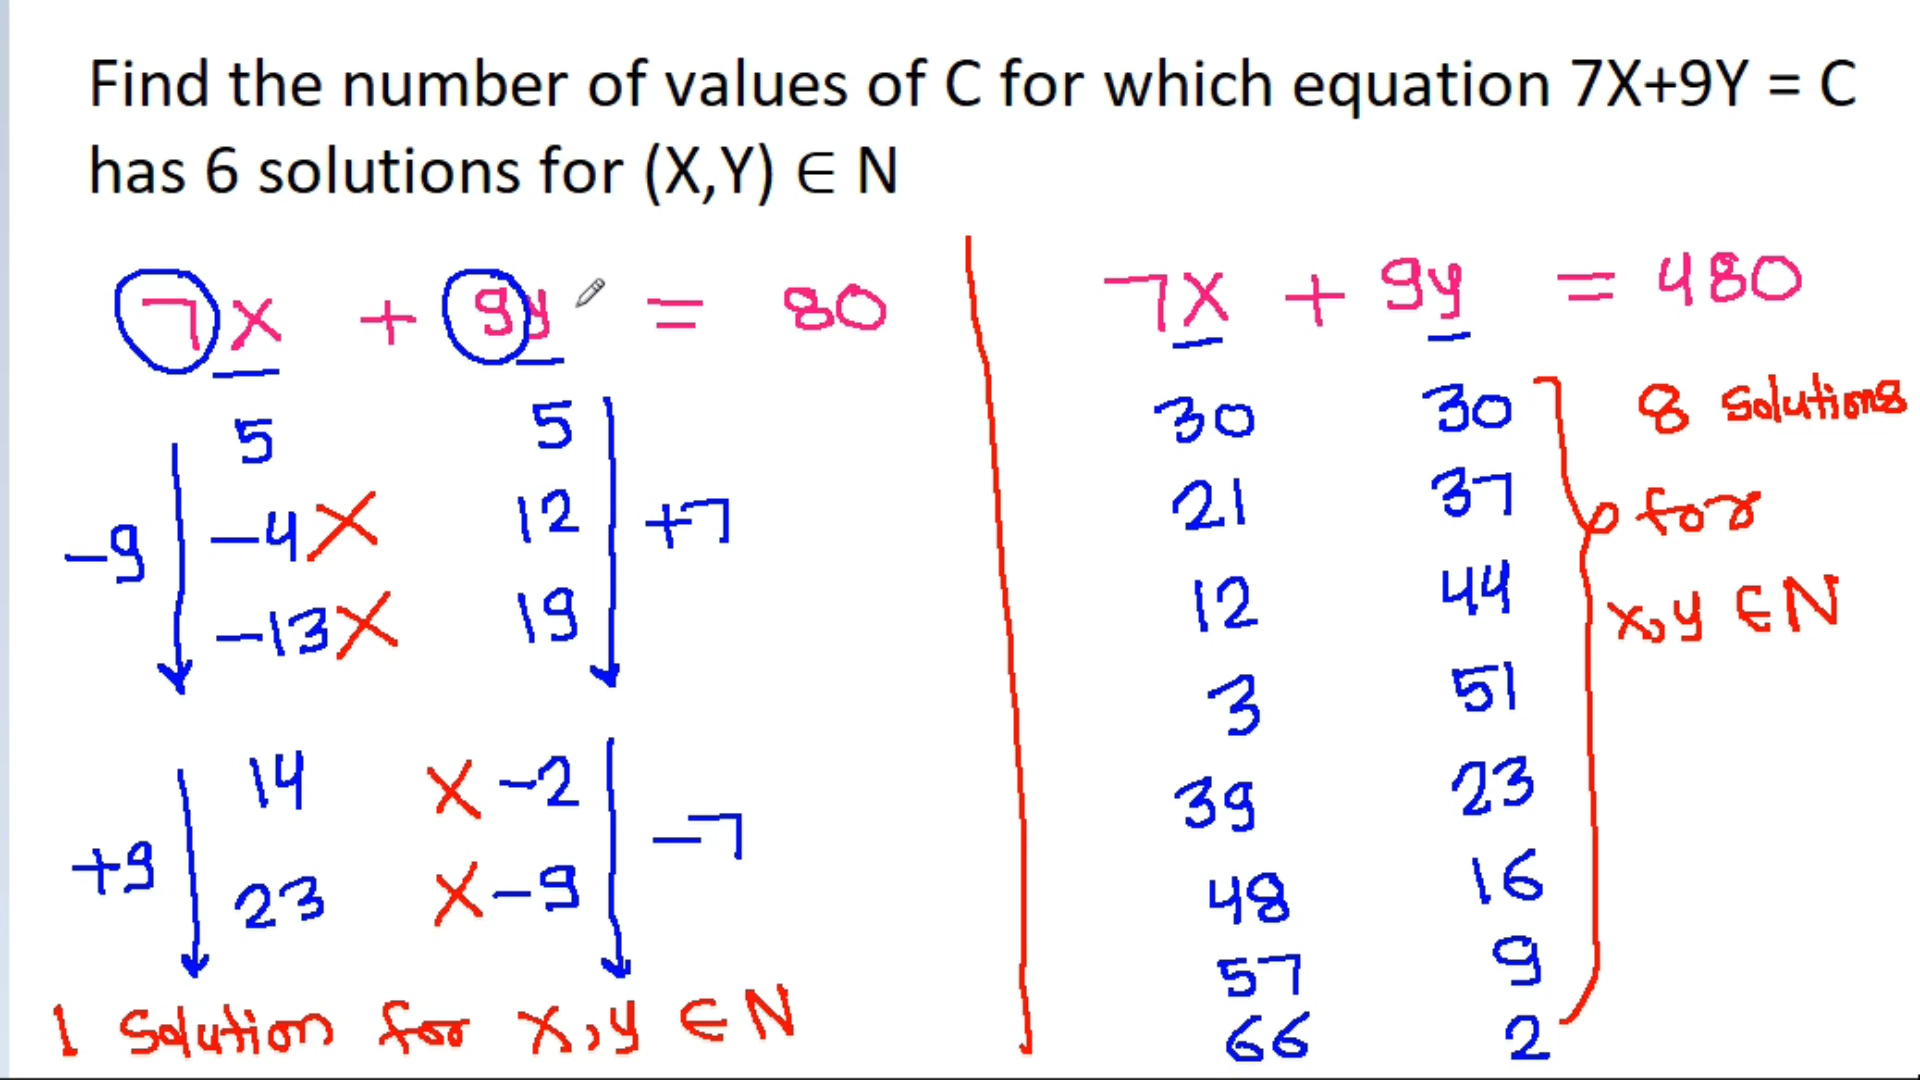 Find the number of values of C for which equation 7X+9Y = C
has 6 solutions for (X,Y) ∈ N
7x + 9y = 80
5 5
-4 X 12
-13 X 19
-9
+7
14 X -2
23 X -9
+9
-7
1 Solution for x,y ∈ N
7x + 9y = 480
30 30
21 37
12 44
3 51
39 23
48 16
57 9
66 2
8 Solutions
for
x,y ∈ N